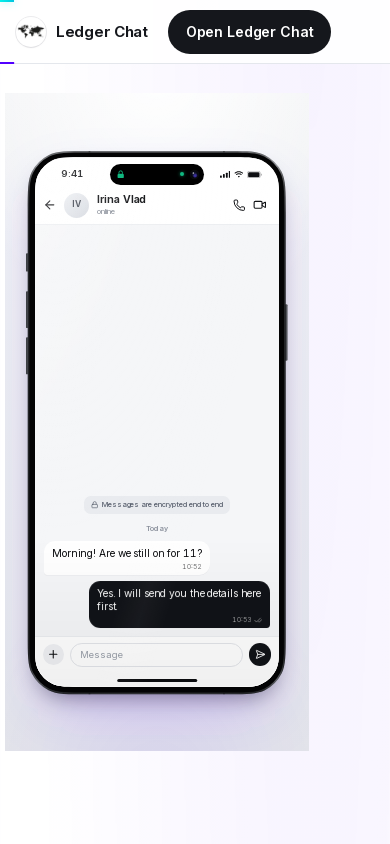 Ledger Chat
Open Ledger Chat
9:41
IV
Irina Vlad
online
Messages are encrypted end to end
Today
Morning! Are we still on for 11?
10:52
Yes. I will send you the details here
first
10:53
Message